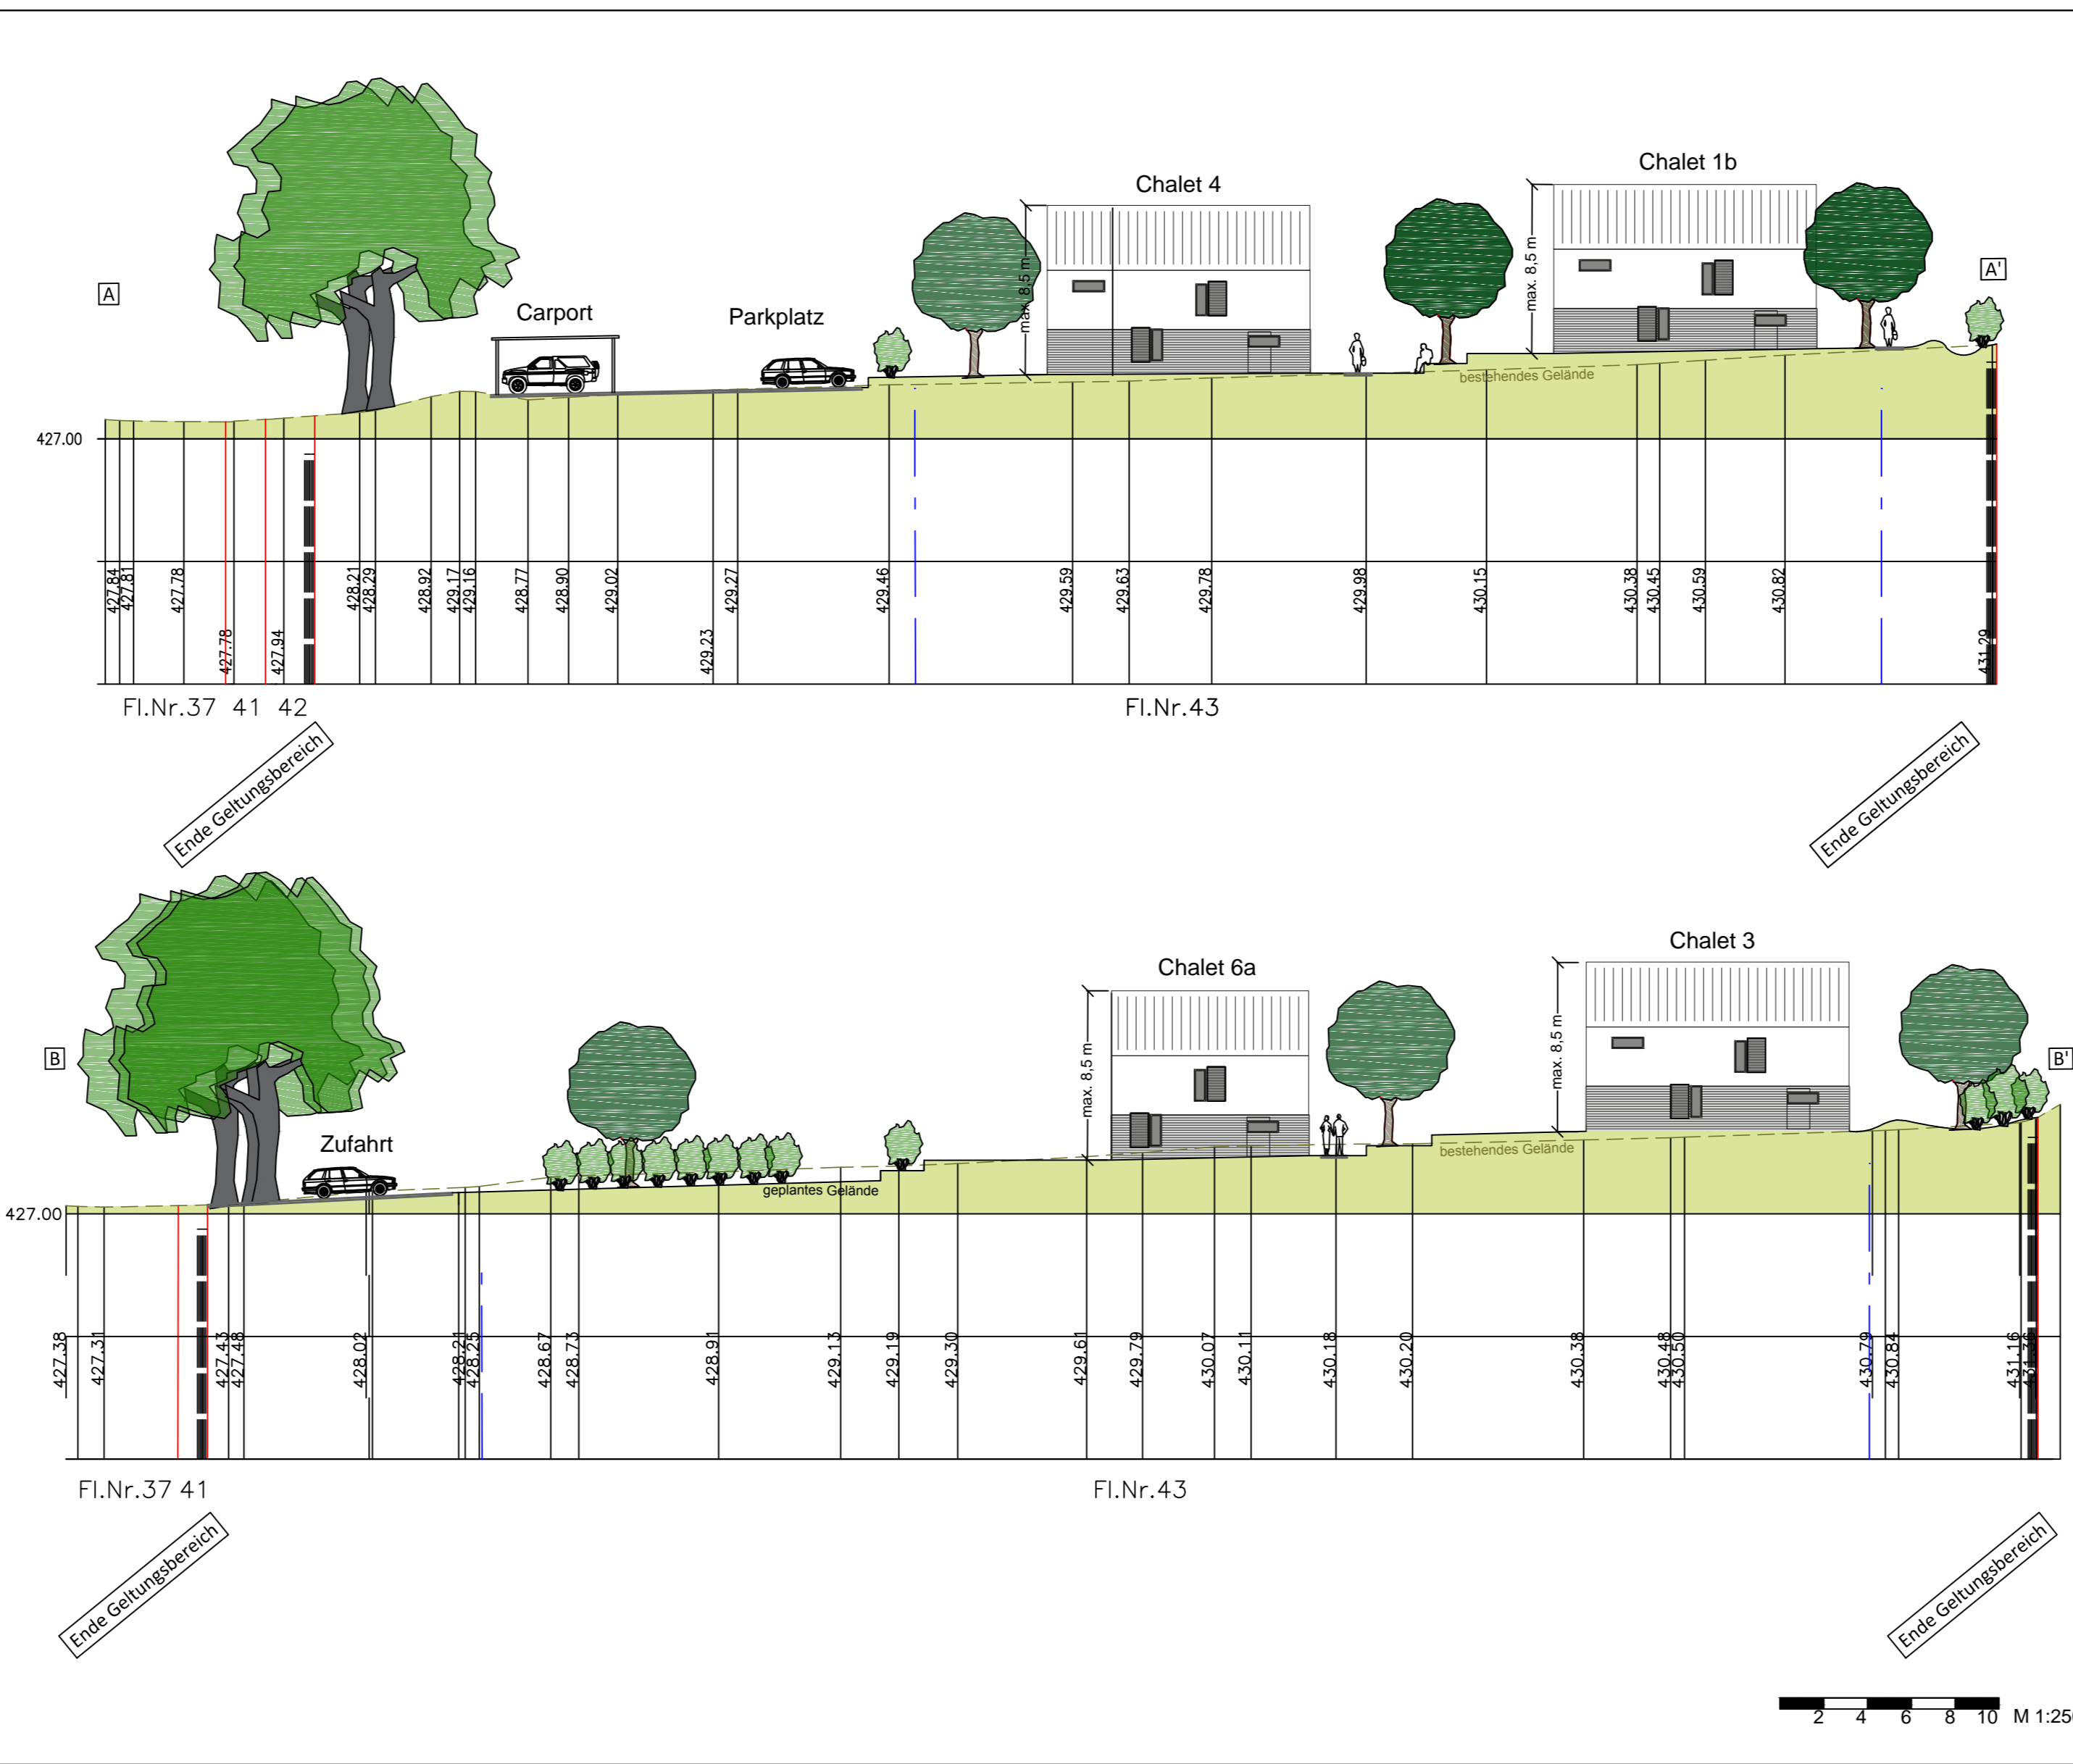 Chalet 1b
Chalet 4
A
A'
Carport
Parkplatz
max. 8,5 m
max. 8,5 m
bestehendes Gelände
427.00
427.84
427.81
427.78
427.78
427.94
428.21
428.29
428.92
429.17
429.16
428.77
428.90
429.02
429.23
429.27
429.46
429.59
429.63
429.78
429.98
430.15
430.38
430.45
430.59
430.82
431.29
Fl.Nr.37 41 42
Fl.Nr.43
Ende Geltungsbereich
Ende Geltungsbereich
Chalet 3
Chalet 6a
B
B'
Zufahrt
max. 8,5 m
max. 8,5 m
bestehendes Gelände
geplantes Gelände
427.00
427.38
427.31
427.43
427.48
428.02
428.21
428.25
428.67
428.73
428.91
429.13
429.19
429.30
429.61
429.79
430.07
430.11
430.18
430.20
430.38
430.48
430.50
430.79
430.84
431.16
Fl.Nr.37 41
Fl.Nr.43
Ende Geltungsbereich
Ende Geltungsbereich
2 4 6 8 10 M 1:250